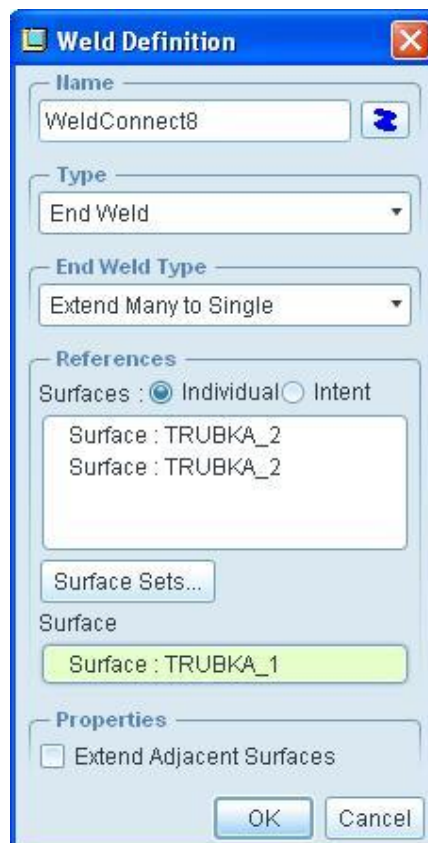 Weld Definition
Name
WeldConnect8
Type
End Weld
End Weld Type
Extend Many to Single
References
Surfaces : Individual Intent
Surface : TRUBKA_2
Surface : TRUBKA_2
Surface Sets...
Surface
Surface : TRUBKA_1
Properties
Extend Adjacent Surfaces
OK Cancel